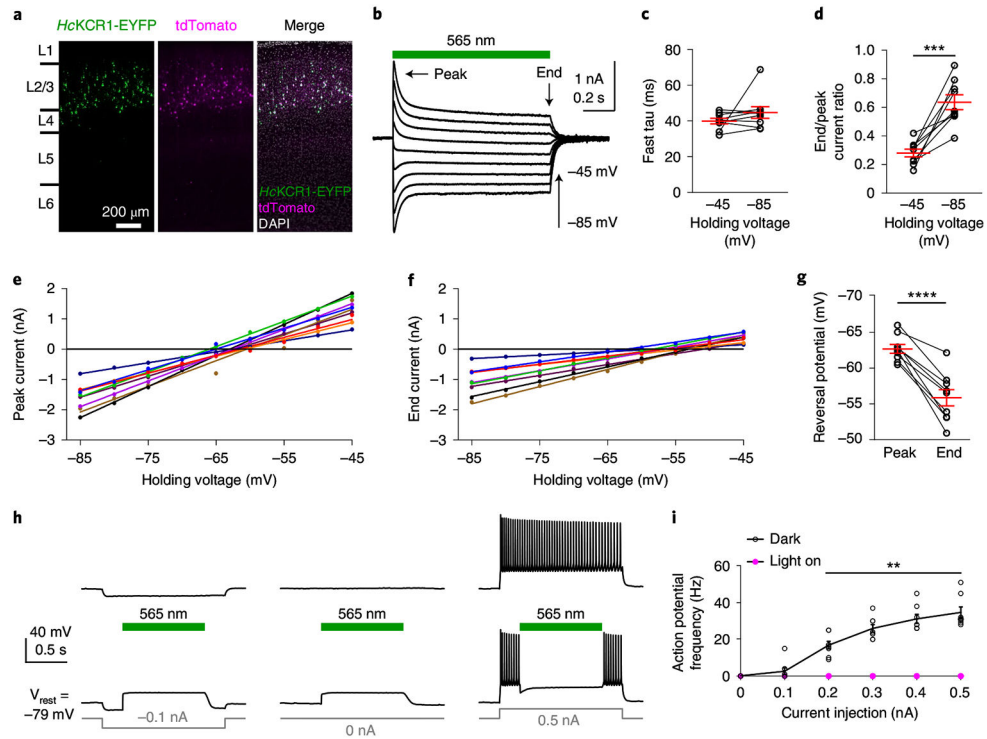 a
HcKCR1-EYFP
tdTomato
Merge
L1
L2/3
L4
L5
L6
200 µm
HcKCR1-EYFP
tdTomato
DAPI
b
565 nm
Peak
End
1 nA
0.2 s
−45 mV
−85 mV
c
Fast tau (ms)
80
60
40
20
0
−45 −85
Holding voltage
(mV)
d
End/peak
current ratio
***
1.0
0.8
0.6
0.4
0.2
0
−45 −85
Holding voltage
(mV)
e
Peak current (nA)
2
1
0
−1
−2
−3
−85 −75 −65 −55 −45
Holding voltage (mV)
f
End current (nA)
2
1
0
−1
−2
−3
−85 −75 −65 −55 −45
Holding voltage (mV)
g
Reversal potential (mV)
****
−70
−65
−60
−55
−50
Peak End
h
565 nm
565 nm
565 nm
40 mV
0.5 s
Vrest =
−79 mV
−0.1 nA
0 nA
0.5 nA
i
Dark
Light on
**
Action potential
frequency (Hz)
60
40
20
0
0 0.1 0.2 0.3 0.4 0.5
Current injection (nA)